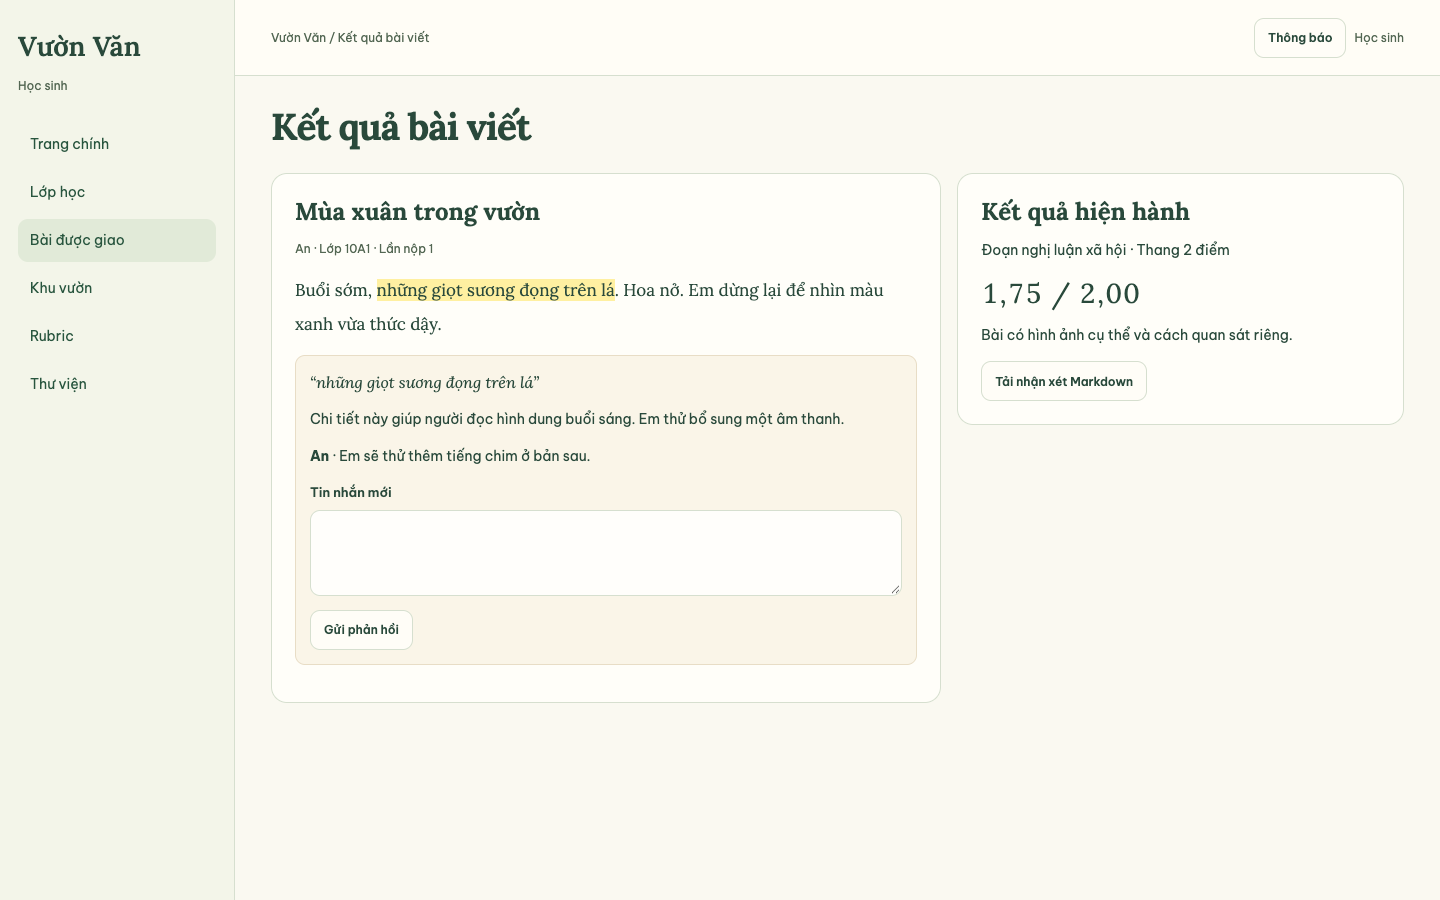 Vườn Văn
Học sinh
Trang chính
Lớp học
Bài được giao
Khu vườn
Rubric
Thư viện
Vườn Văn / Kết quả bài viết
Thông báo
Học sinh
Kết quả bài viết
Mùa xuân trong vườn
An · Lớp 10A1 · Lần nộp 1
Buổi sớm, những giọt sương đọng trên lá. Hoa nở. Em dừng lại để nhìn màu
xanh vừa thức dậy.
“những giọt sương đọng trên lá”
Chi tiết này giúp người đọc hình dung buổi sáng. Em thử bổ sung một âm thanh.
An · Em sẽ thử thêm tiếng chim ở bản sau.
Tin nhắn mới
Gửi phản hồi
Kết quả hiện hành
Đoạn nghị luận xã hội · Thang 2 điểm
1,75 / 2,00
Bài có hình ảnh cụ thể và cách quan sát riêng.
Tải nhận xét Markdown